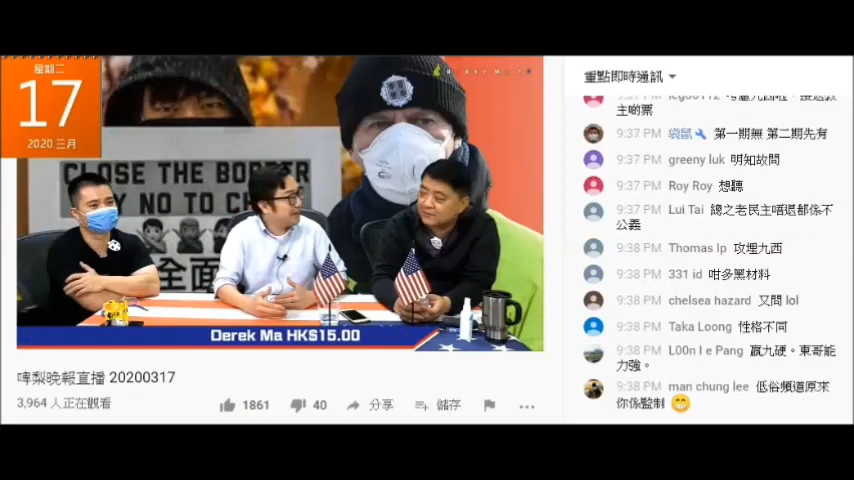 星期二
17
2020 三月
CLOSE THE BORDER
NO TO
全面
Derek Ma HK$15.00
啤梨晚報直播 20200317
3,964 人正在觀看
1861
40
分享
儲存
重點即時通訊
主啲票
9:37 PM 袋鼠 第一期無 第二期先有
9:37 PM greeny luk 明知故問
9:37 PM Roy Roy 想聽
9:37 PM Lui Tai 總之老民主唔還都係不
公義
9:38 PM Thomas Ip 攻埋九西
9:38 PM 331 id 咁多黑材料
9:38 PM chelsea hazard 又問 lol
9:38 PM Taka Loong 性格不同
9:38 PM L00n I e Pang 贏九硬。東哥能
力強。
9:38 PM man chung lee 低俗頻道原來
你係監制 😁